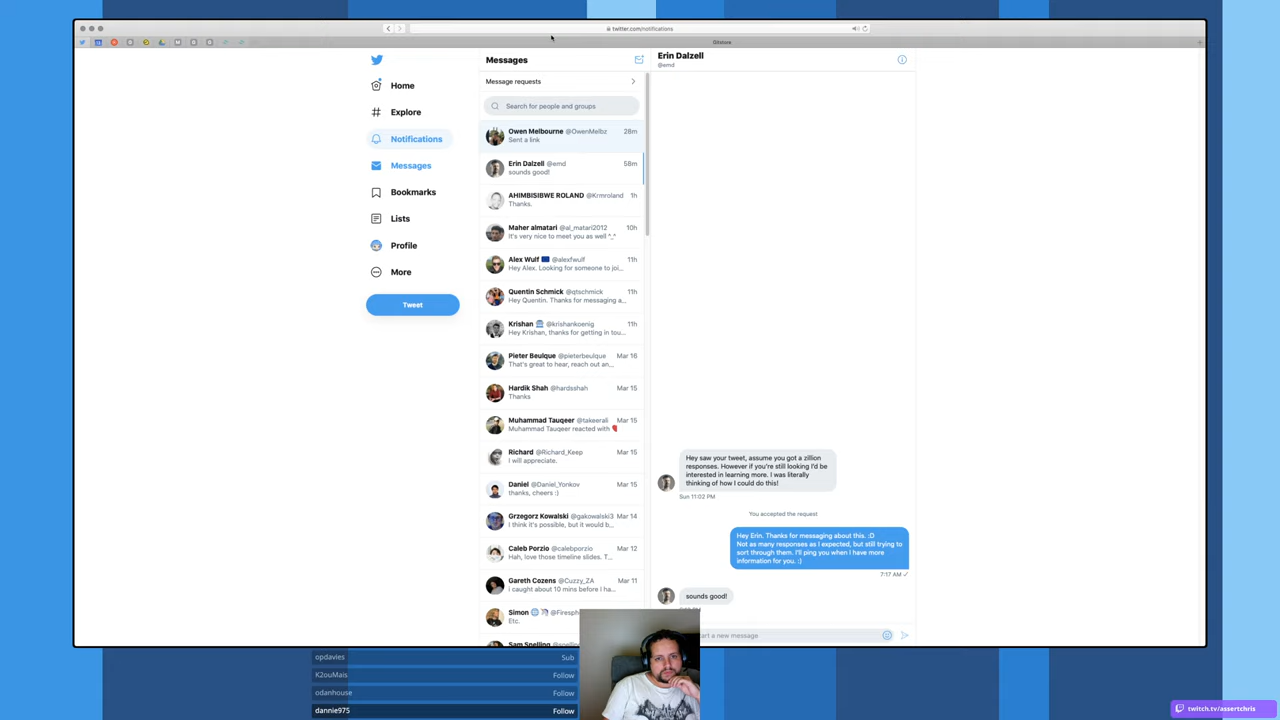 twitter.com/notifications
Gitstore
Home
Explore
Notifications
Messages
Bookmarks
Lists
Profile
More
Tweet
Messages
Message requests
Search for people and groups
Owen Melbourne @OwenMelbz 28m
Sent a link
Erin Dalzell @emd 58m
sounds good!
AHIMBISIBWE ROLAND @Krmroland 1h
Thanks.
Maher almatari @al_matari2012 10h
It's very nice to meet you as well ^_^
Alex Wulf @alexfwulf 11h
Hey Alex. Looking for someone to joi...
Quentin Schmick @qtschmick 11h
Hey Quentin. Thanks for messaging a...
Krishan @krishankoenig 11h
Hey Krishan, thanks for getting in tou...
Pieter Beulque @pieterbeulque Mar 16
That's great to hear, reach out an...
Hardik Shah @hardsshah Mar 15
Thanks
Muhammad Tauqeer @takeerali Mar 15
Muhammad Tauqeer reacted with
Richard @Richard_Keep Mar 15
I will appreciate.
Daniel @Daniel_Yonkov Mar 15
thanks, cheers :)
Grzegorz Kowalski @gakowalski3 Mar 14
I think it's possible, but it would b...
Caleb Porzio @calebporzio Mar 12
Hah, love those timeline slides. T...
Gareth Cozens @Cuzzy_ZA Mar 11
i caught about 10 mins before I ha...
Simon @Firesph
Etc.
Sam Snelling
Erin Dalzell
@emd
Hey saw your tweet, assume you got a zillion
responses. However if you're still looking I'd be
interested in learning more. I was literally
thinking of how I could do this!
Sun 11:02 PM
You accepted the request
Hey Erin. Thanks for messaging about this. :D
Not as many responses as I expected, but still trying to
sort through them. I'll ping you when I have more
information for you. :)
7:17 AM
sounds good!
a new message
opdavies Sub
K2ouMais Follow
odanhouse Follow
dannie975 Follow
twitch.tv/assertchris